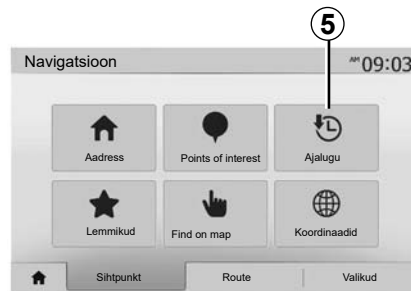 5
Navigatsioon AM 09:03
Aadress Points of interest Ajalugu
Lemmikud Find on map Koordinaadid
Sihtpunkt Route Valikud